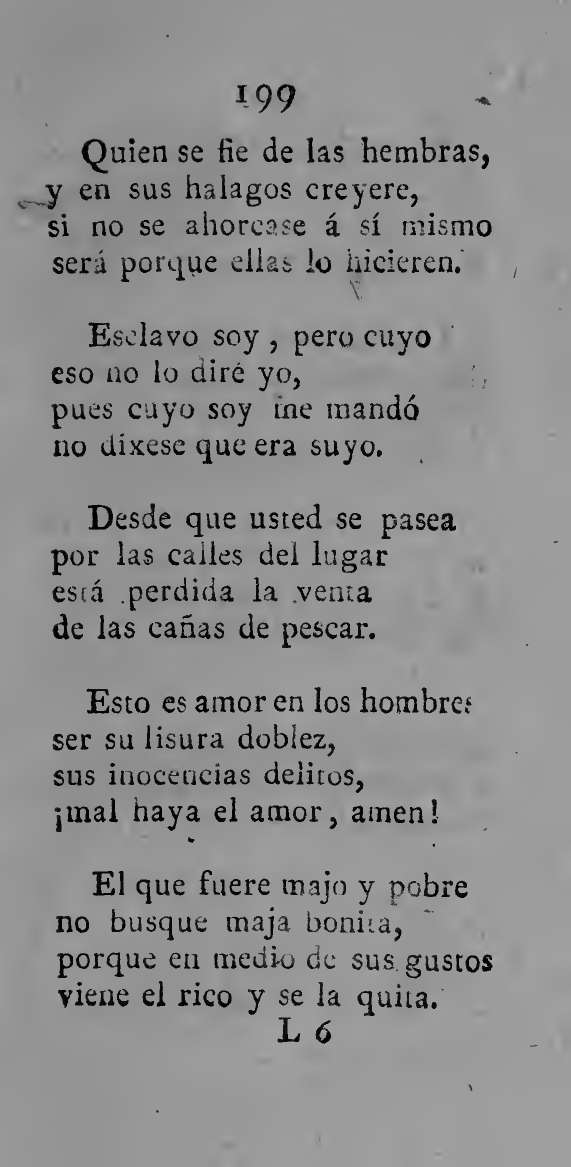 199
Quien se fie de las hembras,
y en sus halagos creyere,
si no se ahorcase á sí mismo
será porque ellas lo hicieren.
Esclavo soy, pero cuyo
eso no lo diré yo,
pues cuyo soy me mandó
no dixese que era suyo.
Desde que usted se pasea
por las calles del lugar
está perdida la venta
de las cañas de pescar.
Esto es amor en los hombres
ser su lisura doblez,
sus inocencias delitos,
¡mal haya el amor, amen!
El que fuere majo y pobre
no busque maja bonita,
porque en medio de sus gustos
viene el rico y se la quita.
L 6